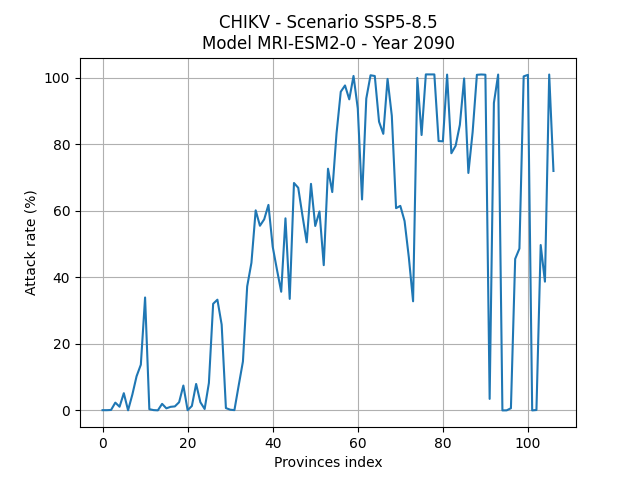 CHIKV - Scenario SSP5-8.5
Model MRI-ESM2-0 - Year 2090
100
80
60
40
20
0
Attack rate (%)
0 20 40 60 80 100
Provinces index